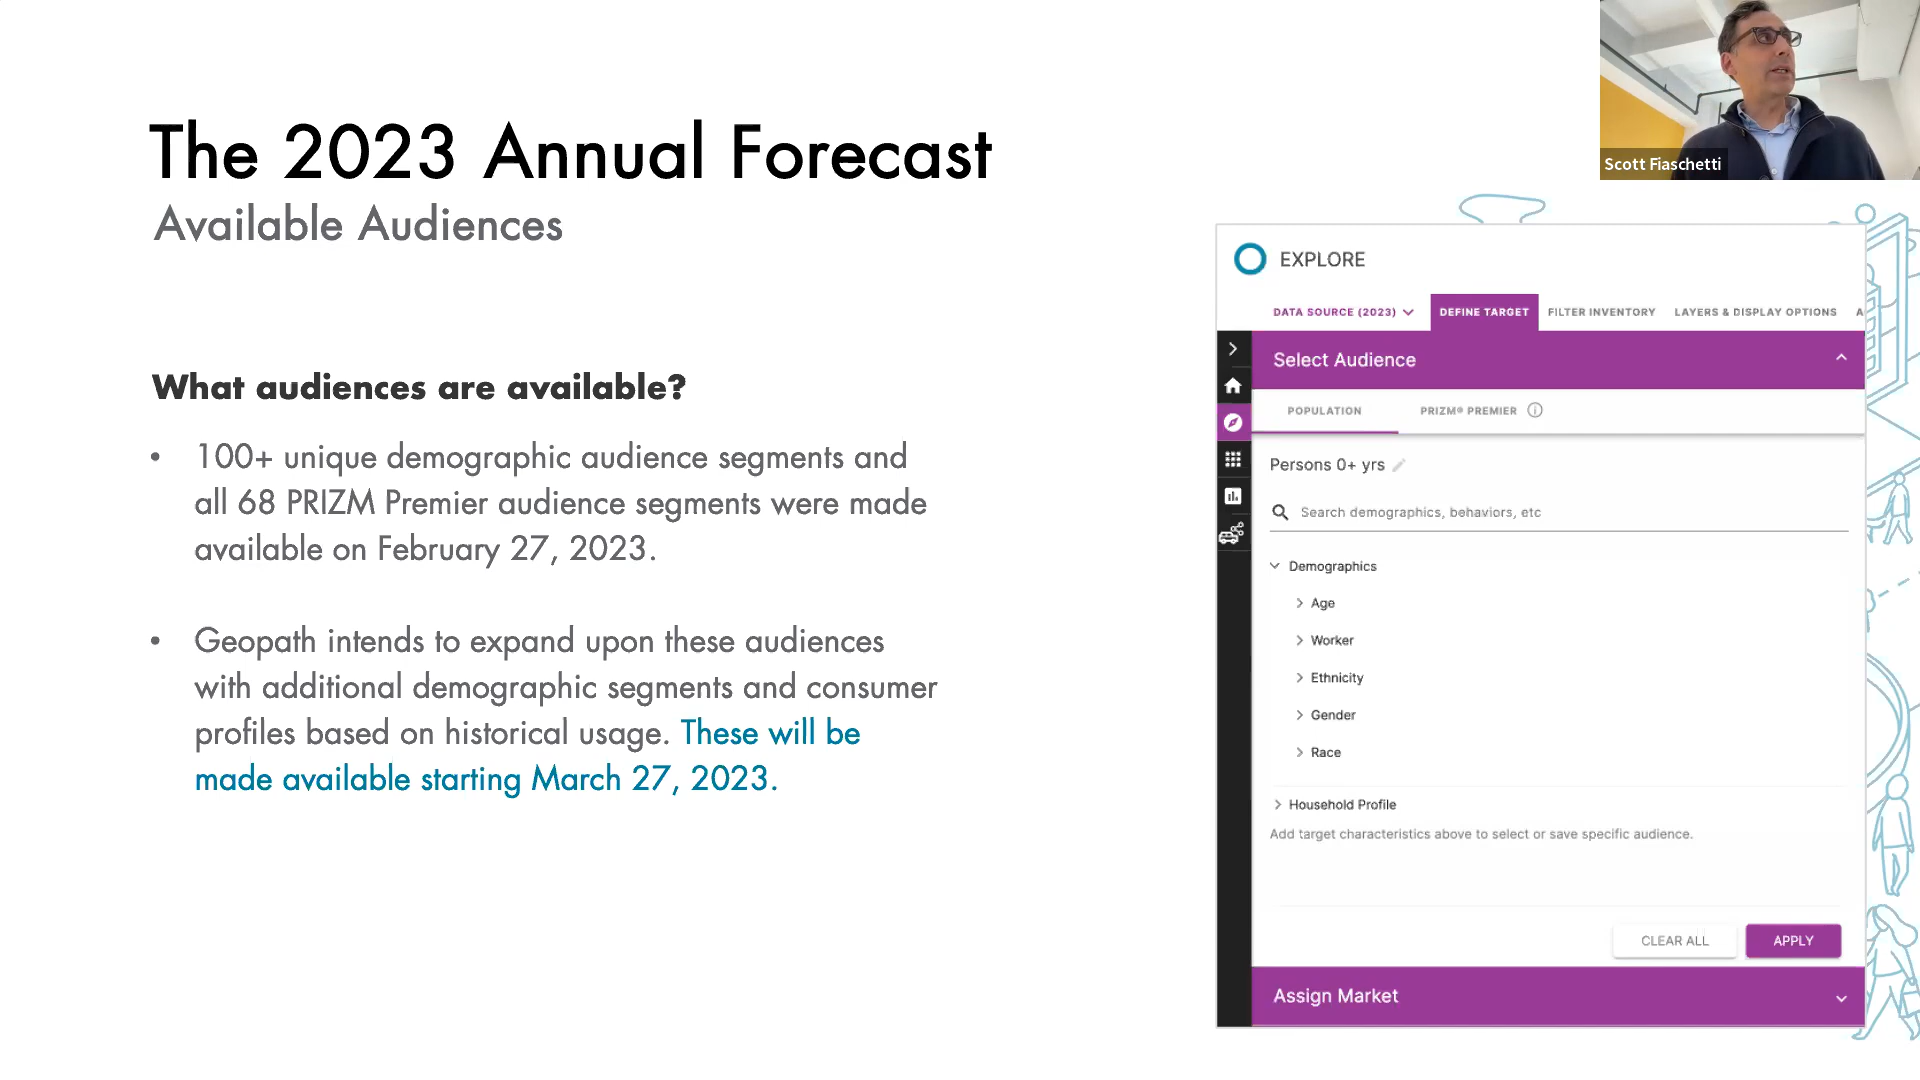 The 2023 Annual Forecast
Available Audiences
What audiences are available?
• 100+ unique demographic audience segments and
all 68 PRIZM Premier audience segments were made
available on February 27, 2023.
• Geopath intends to expand upon these audiences
with additional demographic segments and consumer
profiles based on historical usage. These will be
made available starting March 27, 2023.
Scott Fiaschetti
EXPLORE
DATA SOURCE (2023) DEFINE TARGET FILTER INVENTORY LAYERS & DISPLAY OPTIONS A
Select Audience
POPULATION PRIZM® PREMIER i
Persons 0+ yrs
Search demographics, behaviors, etc
Demographics
Age
Worker
Ethnicity
Gender
Race
Household Profile
Add target characteristics above to select or save specific audience.
CLEAR ALL APPLY
Assign Market